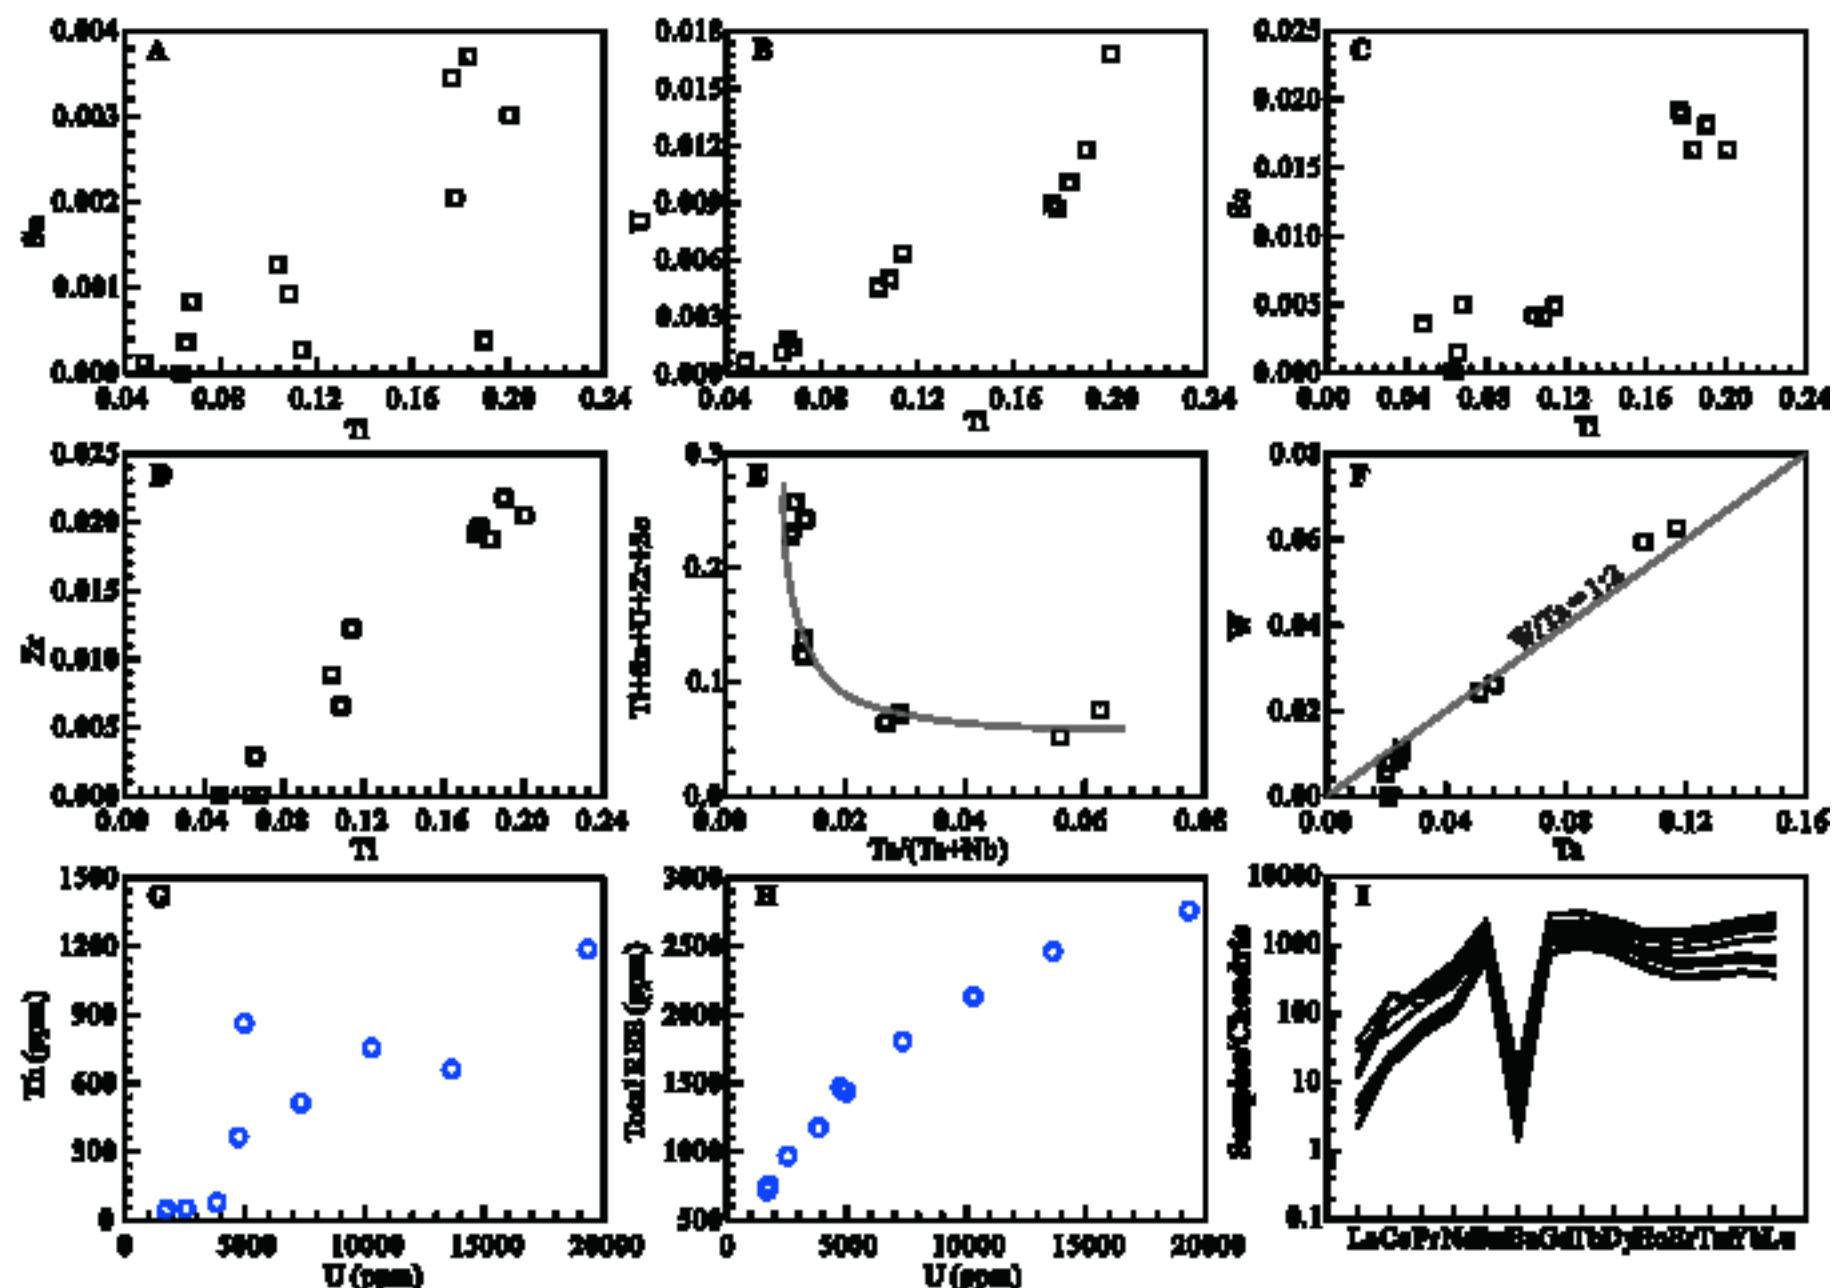 0.004
A
0.003
0.002
0.001
0.000
0.04 0.08 0.12 0.16 0.20 0.24
Sn
Ti
0.018
B
0.015
0.012
0.009
0.006
0.003
0.000
0.04 0.08 0.12 0.16 0.20 0.24
U
Ti
0.025
C
0.020
0.015
0.010
0.005
0.000
0.00 0.04 0.08 0.12 0.16 0.20 0.24
Sc
Ti
0.025
D
0.020
0.015
0.010
0.005
0.000
0.00 0.04 0.08 0.12 0.16 0.20 0.24
Zr
Ti
0.3
E
0.2
0.1
0.00 0.02 0.04 0.06 0.08
Ti+Sn+U+Zr+Sc
Ta/(Ta+Nb)
0.08
F
0.06
0.04
0.02
0.00
0.00 0.04 0.08 0.12 0.16
W
W/Ta = 1:2
Ta
1500
G
1200
900
600
300
0
0 5000 10000 15000 20000
Th (ppm)
U (ppm)
3000
H
2500
2000
1500
1000
500
0 5000 10000 15000 20000
Total REE (ppm)
U (ppm)
10000
I
1000
100
10
1
0.1
Samples/Chondrite
LaCePrNdSmEuGdTbDyHoErTmYbLu